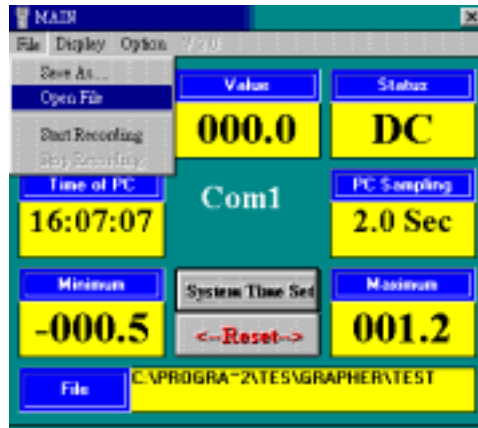 MAIN
File Display Option V 2.0
Save As...
Open File
Start Recording
Stop Recording
Value
000.0
Status
DC
Time of PC
16:07:07
Com1
PC Sampling
2.0 Sec
Minimum
-000.5
System Time Set
<--Reset-->
Maximum
001.2
File
C:\PROGRA~2\TES\GRAPHER\TEST